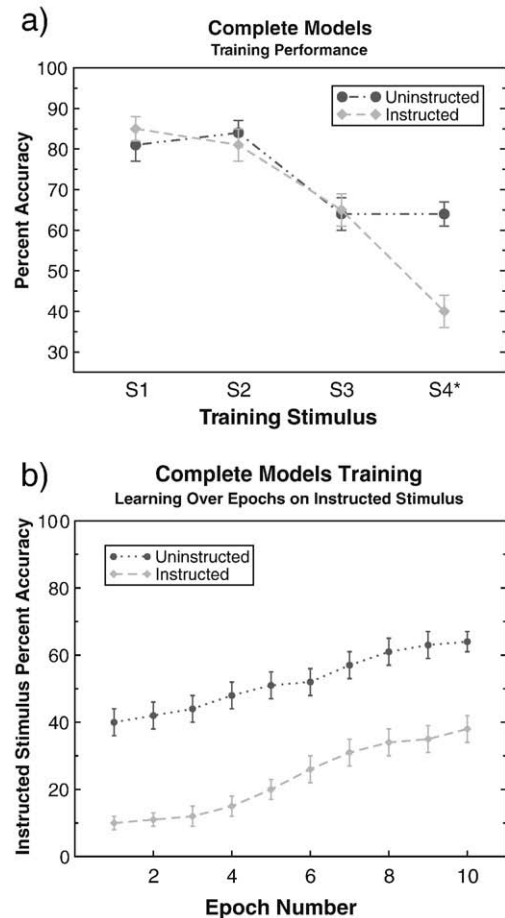 a)
Complete Models
Training Performance
Percent Accuracy
100
90
80
70
60
50
40
30
Uninstructed
Instructed
S1 S2 S3 S4*
Training Stimulus
b)
Complete Models Training
Learning Over Epochs on Instructed Stimulus
Instructed Stimulus Percent Accuracy
100
80
60
40
20
0
Uninstructed
Instructed
2 4 6 8 10
Epoch Number